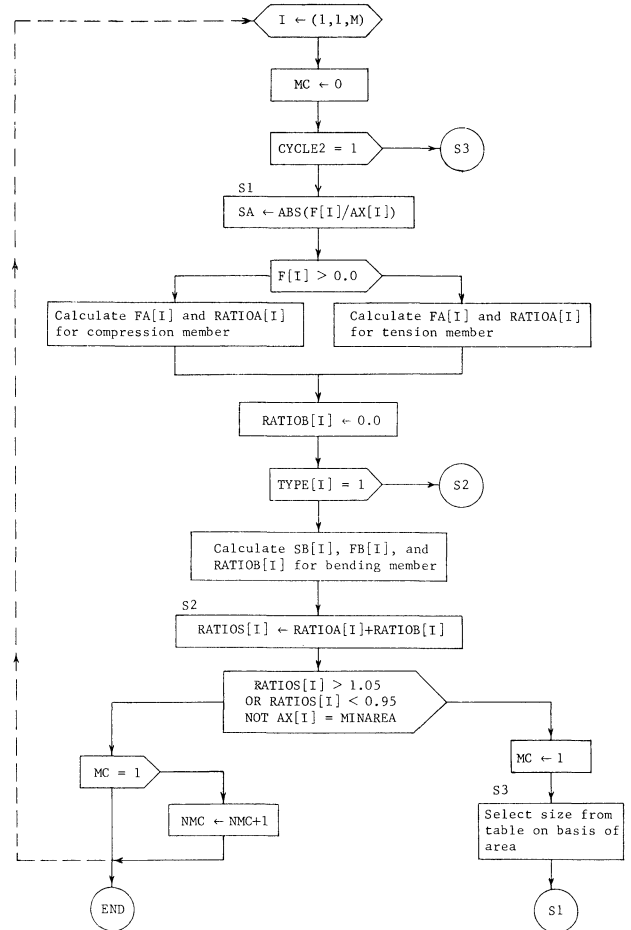 I ← (1,1,M)
MC ← 0
CYCLE2 = 1
S3
S1
SA ← ABS(F[I]/AX[I])
F[I] > 0.0
Calculate FA[I] and RATIOA[I]
for compression member
Calculate FA[I] and RATIOA[I]
for tension member
RATIOB[I] ← 0.0
TYPE[I] = 1
S2
Calculate SB[I], FB[I], and
RATIOB[I] for bending member
S2
RATIOS[I] ← RATIOA[I]+RATIOB[I]
RATIOS[I] > 1.05
OR RATIOS[I] < 0.95
NOT AX[I] = MINAREA
MC = 1
NMC ← NMC+1
END
MC ← 1
S3
Select size from
table on basis of
area
S1